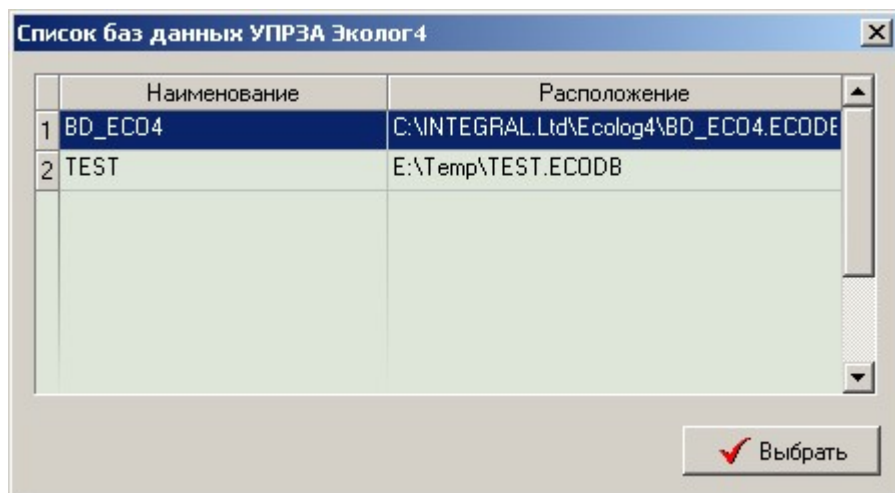 Список баз данных УПРЗА Эколог4
Наименование Расположение
1 BD_ECO4 C:\INTEGRAL.Ltd\Ecolog4\BD_ECO4.ECODE
2 TEST E:\Temp\TEST.ECODB
Выбрать